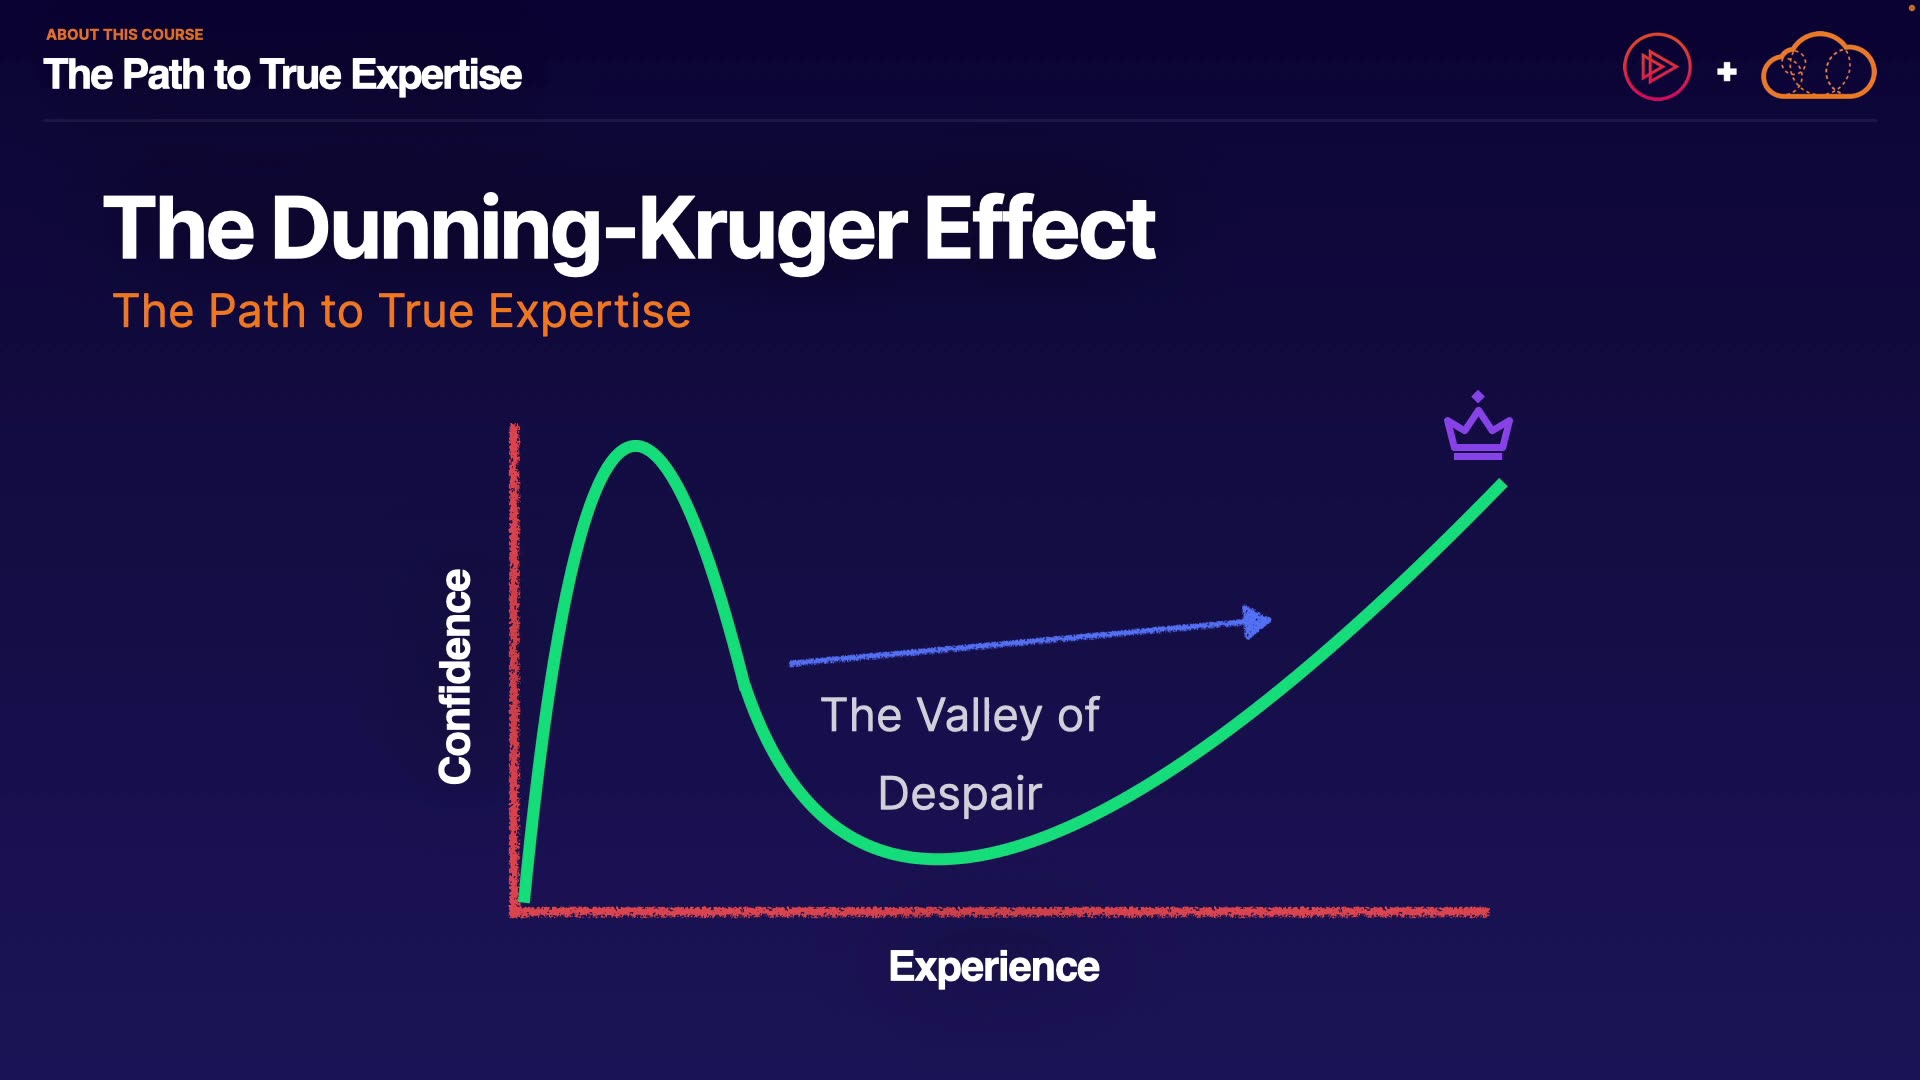 ABOUT THIS COURSE
The Path to True Expertise
+
The Dunning-Kruger Effect
The Path to True Expertise
Confidence
The Valley of
Despair
Experience